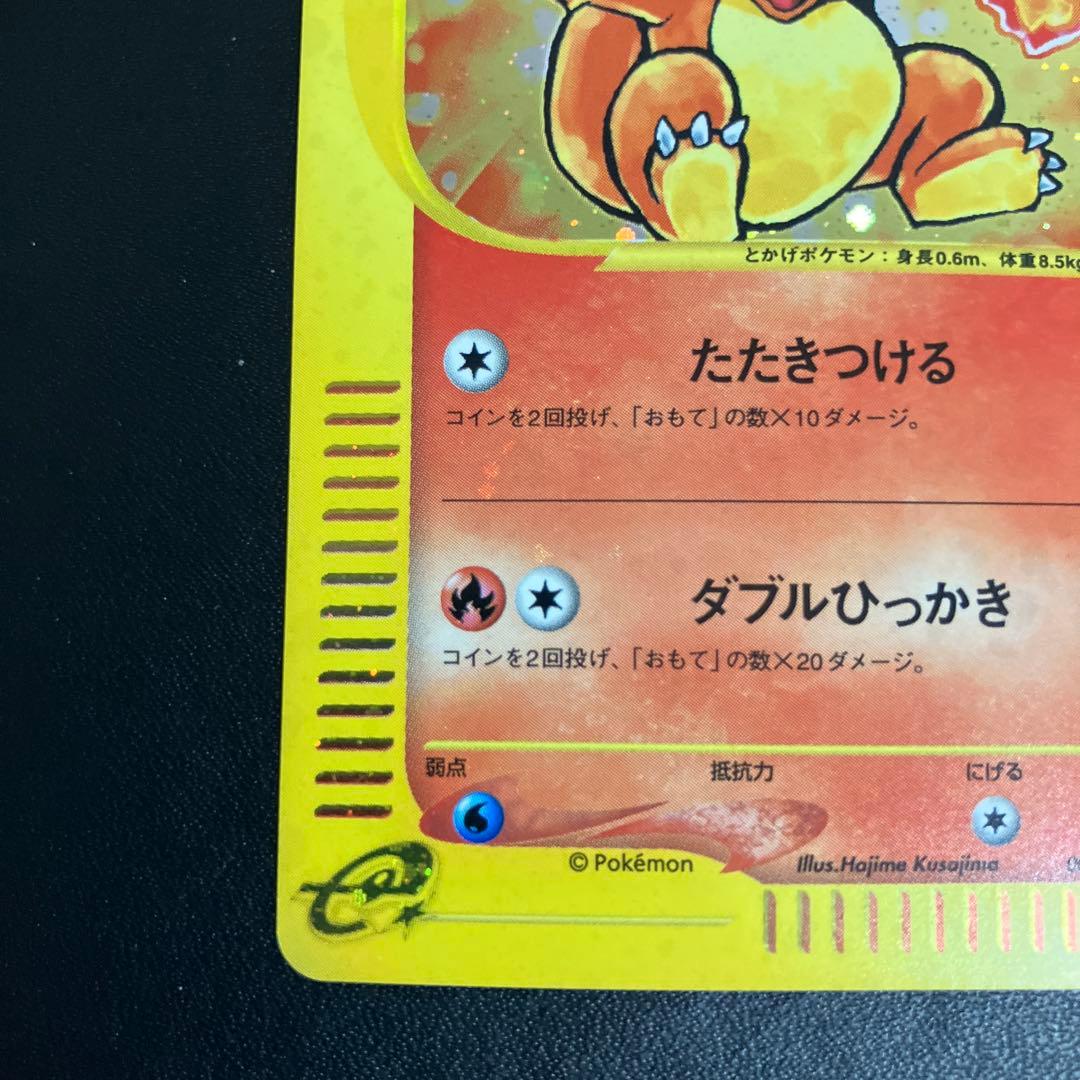 とかげポケモン：身長0.6m、体重8.5kg
たたきつける
コインを2回投げ、「おもて」の数×10ダメージ。
ダブルひっかき
コインを2回投げ、「おもて」の数×20ダメージ。
弱点 抵抗力 にげる
© Pokémon Illus.Hajime Kusajima